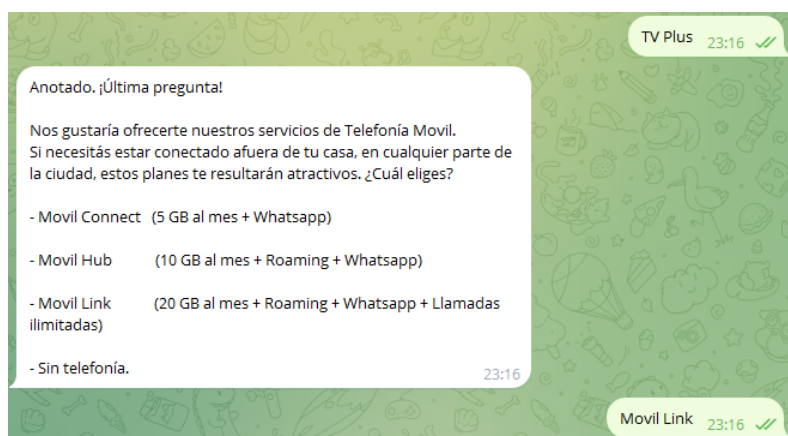 TV Plus 23:16
Anotado. ¡Última pregunta!
Nos gustaría ofrecerte nuestros servicios de Telefonía Movil.
Si necesitás estar conectado afuera de tu casa, en cualquier parte de
la ciudad, estos planes te resultarán atractivos. ¿Cuál eliges?
- Movil Connect (5 GB al mes + Whatsapp)
- Movil Hub (10 GB al mes + Roaming + Whatsapp)
- Movil Link (20 GB al mes + Roaming + Whatsapp + Llamadas
ilimitadas)
- Sin telefonía.
23:16
Movil Link 23:16